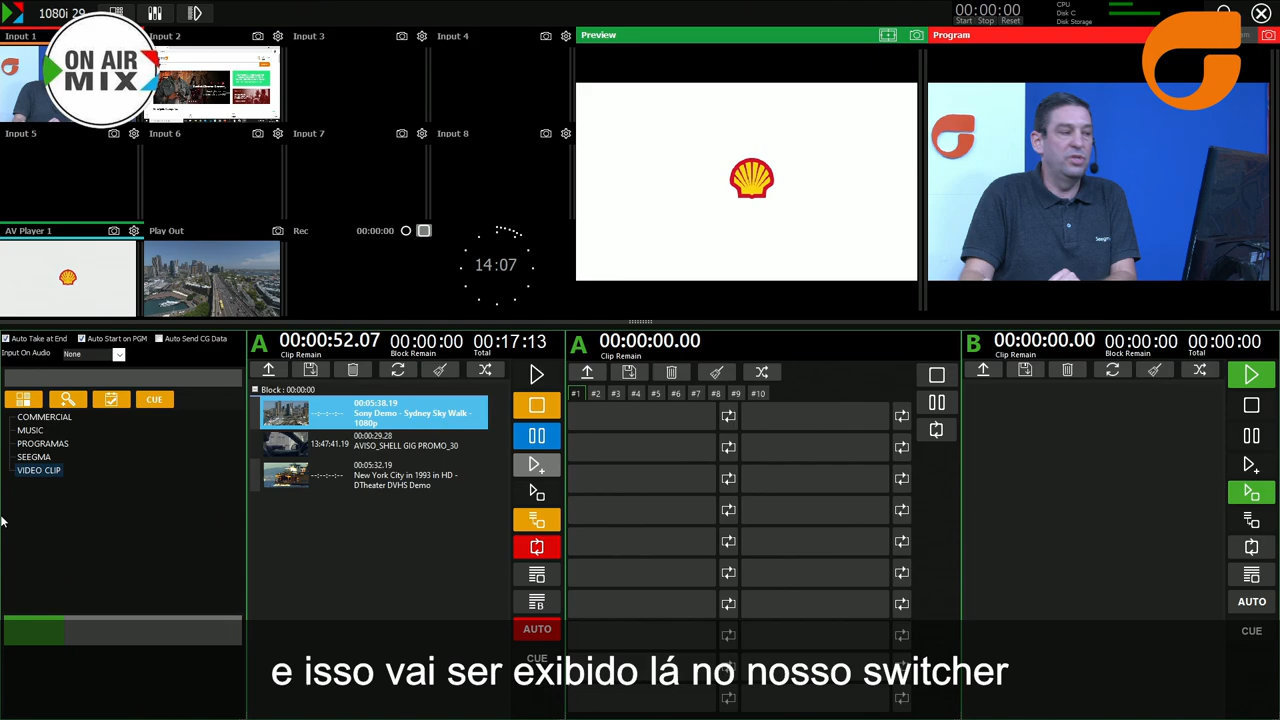 1080i 29
00:00:00
Start Stop Reset
CPU
Disk C
Disk Storage
Input 1
Input 2
Input 3
Input 4
Preview
Program
ON AIR
MIX
Input 5
Input 6
Input 7
Input 8
AV Player 1
Play Out
Rec
00:00:00
14:07
Seegma
Auto Take at End
Auto Start on PGM
Auto Send CG Data
Input On Audio
None
CUE
COMMERCIAL
MUSIC
PROGRAMAS
SEEGMA
VIDEO CLIP
A
00:00:52.07
Clip Remain
00:00:00
Block Remain
00:17:13
Total
Block : 00:00:00
--:--:--:--
00:05:38.19
Sony Demo - Sydney Sky Walk -
1080p
13:47:41.19
00:00:29.28
AVISO_SHELL GIG PROMO_30
--:--:--:--
00:05:32.19
New York City in 1993 in HD -
DTheater DVHS Demo
B
AUTO
CUE
A
00:00:00.00
Clip Remain
#1 #2 #3 #4 #5 #6 #7 #8 #9 #10
B
00:00:00.00
Clip Remain
00:00:00
Block Remain
00:00:00
Total
AUTO
CUE
e isso vai ser exibido lá no nosso switcher